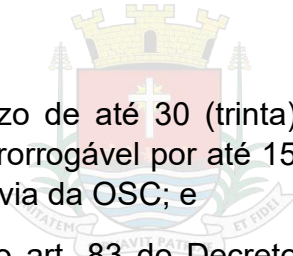 zo de até 30 (trinta)
rorrogável por até 15
via da OSC; e
o art. 83 do Decreto